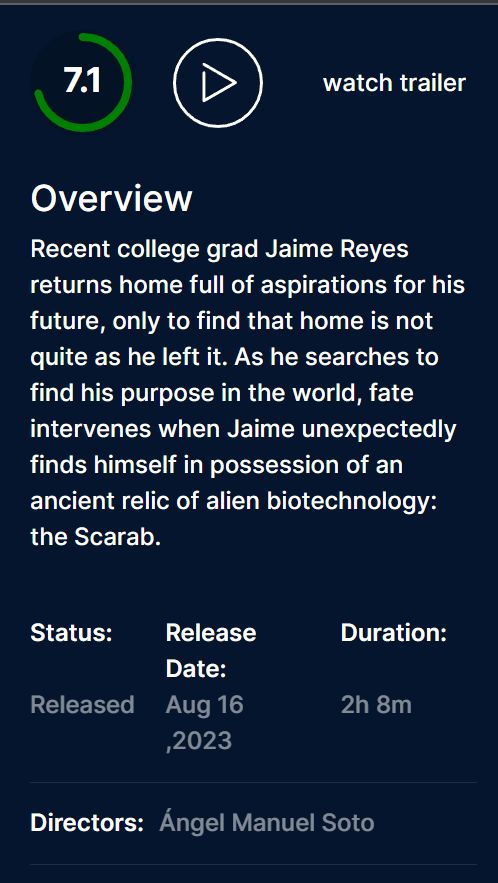 7.1
watch trailer
Overview
Recent college grad Jaime Reyes
returns home full of aspirations for his
future, only to find that home is not
quite as he left it. As he searches to
find his purpose in the world, fate
intervenes when Jaime unexpectedly
finds himself in possession of an
ancient relic of alien biotechnology:
the Scarab.
Status:
Released
Release
Date:
Aug 16
,2023
Duration:
2h 8m
Directors: Ángel Manuel Soto